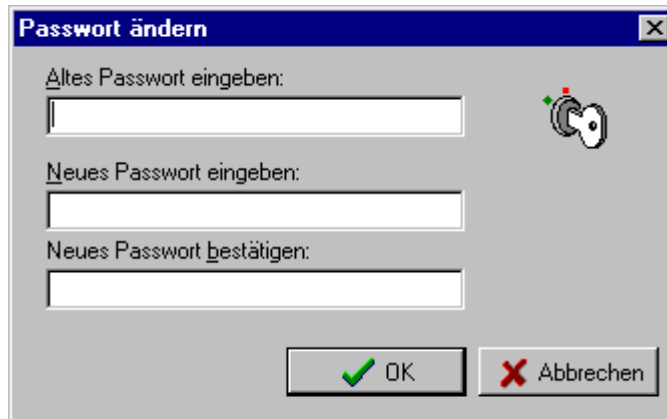 Passwort ändern
Altes Passwort eingeben:
Neues Passwort eingeben:
Neues Passwort bestätigen:
OK
Abbrechen